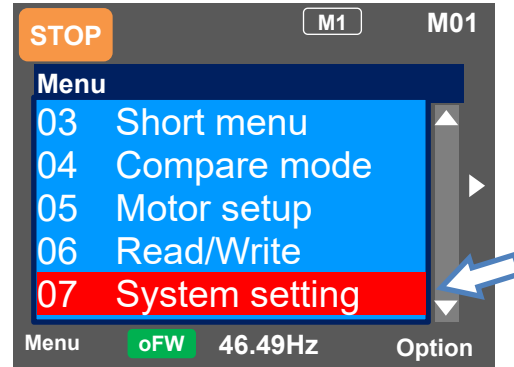 STOP M1 M01
Menu
03 Short menu
04 Compare mode
05 Motor setup
06 Read/Write
07 System setting
Menu oFW 46.49Hz Option